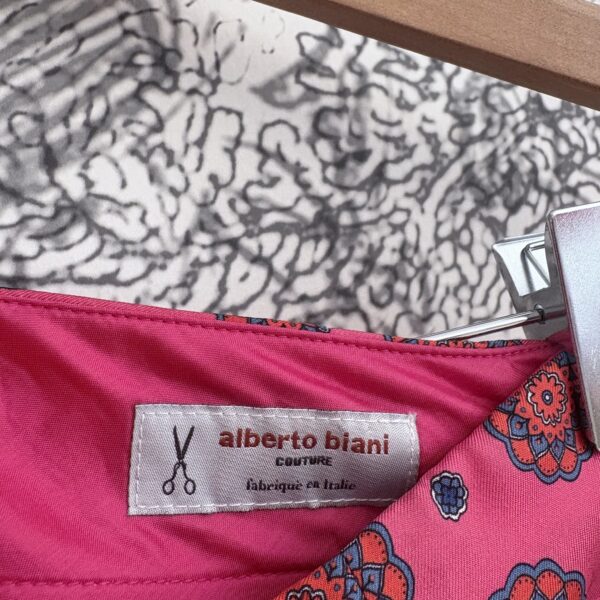 alberto biani
COUTURE
fabriqué en Italie